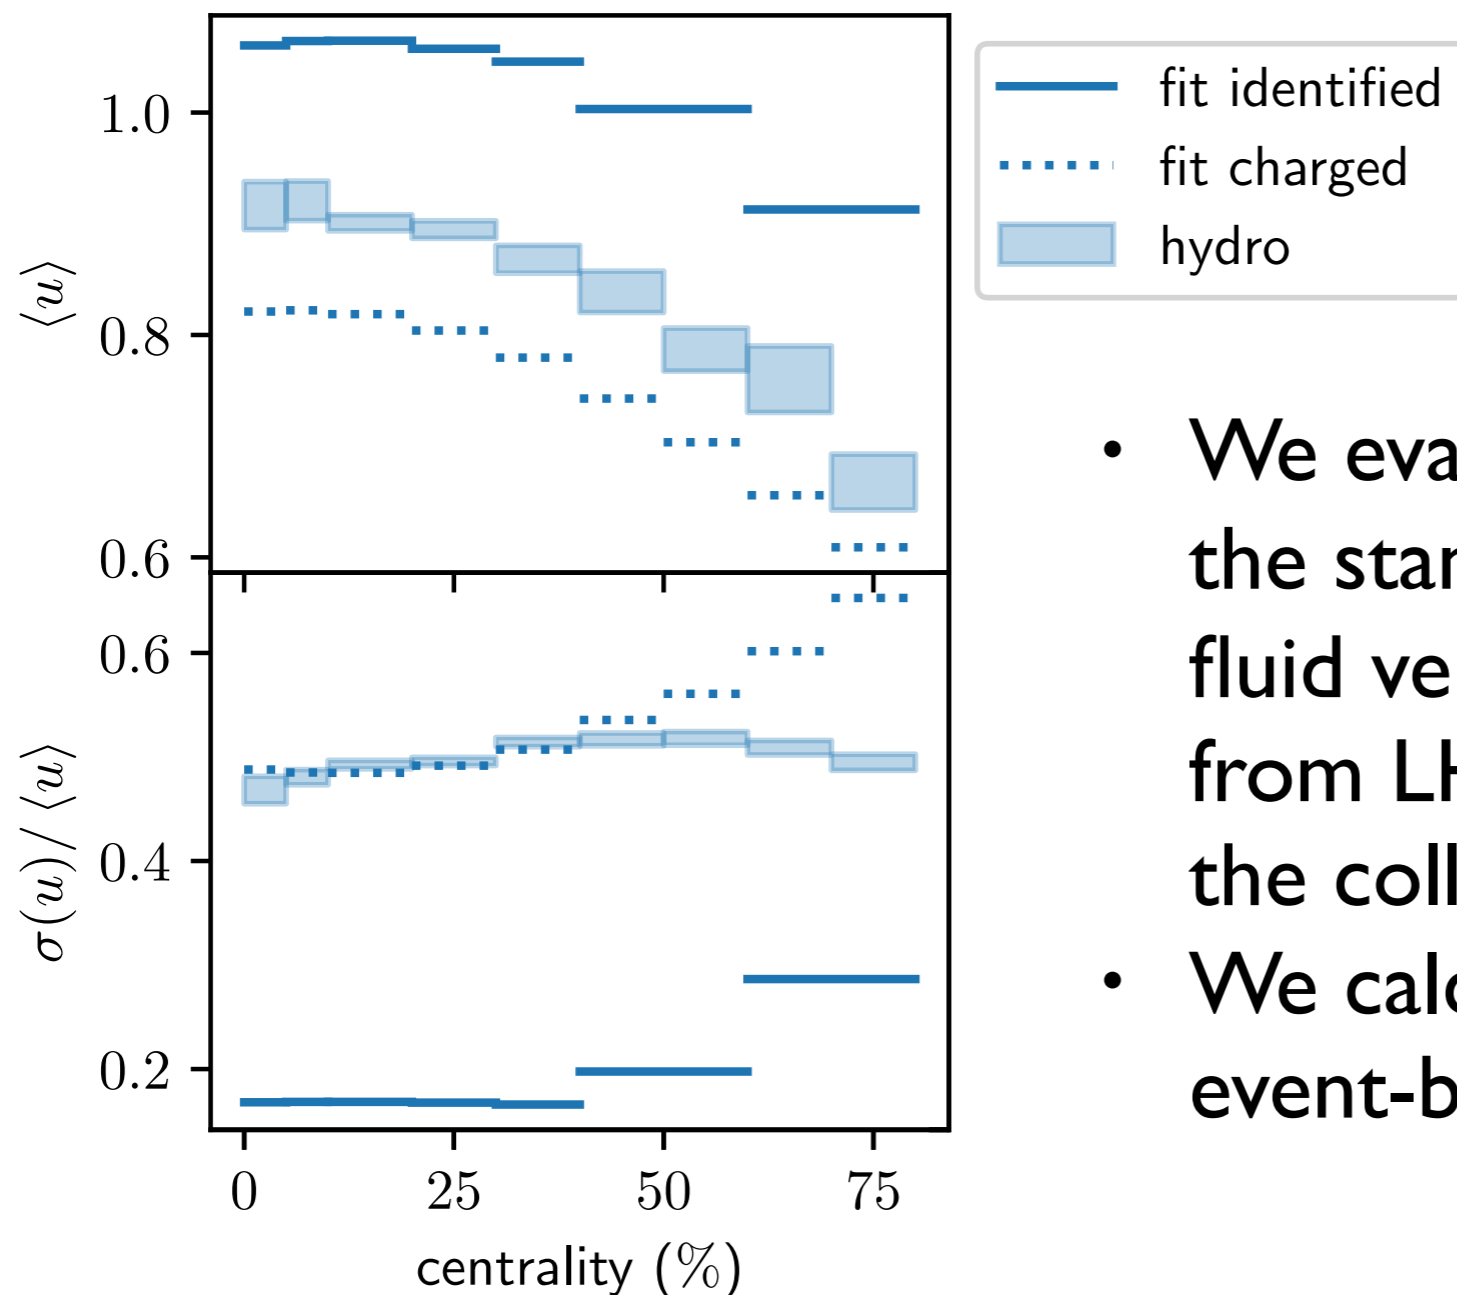 1.0
0.8
0.6
⟨u⟩
0.6
0.4
0.2
σ(u)/ ⟨u⟩
0 25 50 75
centrality (%)
fit identified
fit charged
hydro
• We eva
the star
fluid ve
from LH
the coll
• We calc
event-b